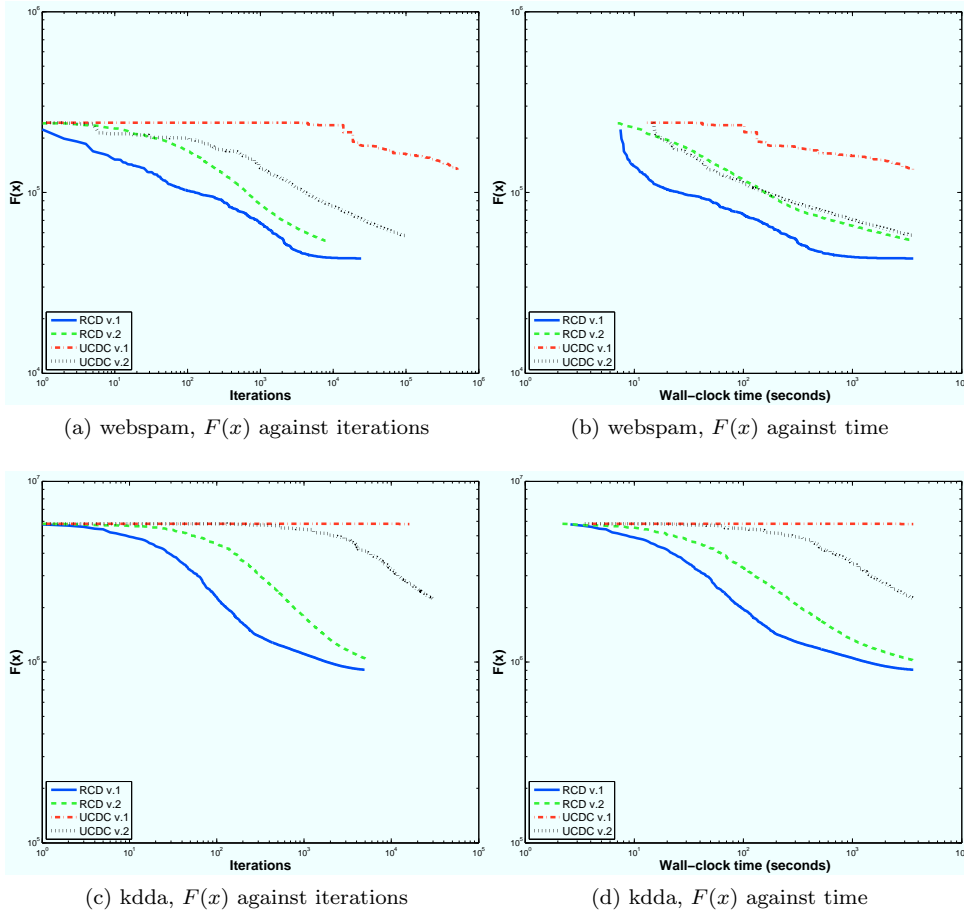 10^6
10^6
F(x)
10^5
F(x)
10^5
RCD v.1
RCD v.2
UCDC v.1
UCDC v.2
RCD v.1
RCD v.2
UCDC v.1
UCDC v.2
10^4
10^4
10^0 10^1 10^2 10^3 10^4 10^5 10^6
10^0 10^1 10^2 10^3 10^
Iterations
Wall–clock time (seconds)
(a) webspam, F(x) against iterations
(b) webspam, F(x) against time
10^7
10^7
F(x)
10^6
F(x)
10^6
RCD v.1
RCD v.2
UCDC v.1
UCDC v.2
RCD v.1
RCD v.2
UCDC v.1
UCDC v.2
10^5
10^5
10^0 10^1 10^2 10^3 10^4 10^5
10^0 10^1 10^2 10^3 10^
Iterations
Wall–clock time (seconds)
(c) kdda, F(x) against iterations
(d) kdda, F(x) against time